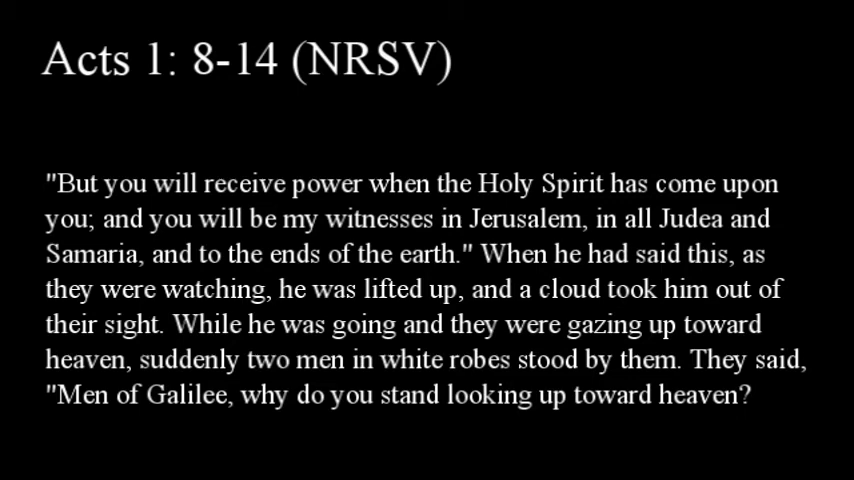 Acts 1: 8-14 (NRSV)
"But you will receive power when the Holy Spirit has come upon
you; and you will be my witnesses in Jerusalem, in all Judea and
Samaria, and to the ends of the earth." When he had said this, as
they were watching, he was lifted up, and a cloud took him out of
their sight. While he was going and they were gazing up toward
heaven, suddenly two men in white robes stood by them. They said,
"Men of Galilee, why do you stand looking up toward heaven?